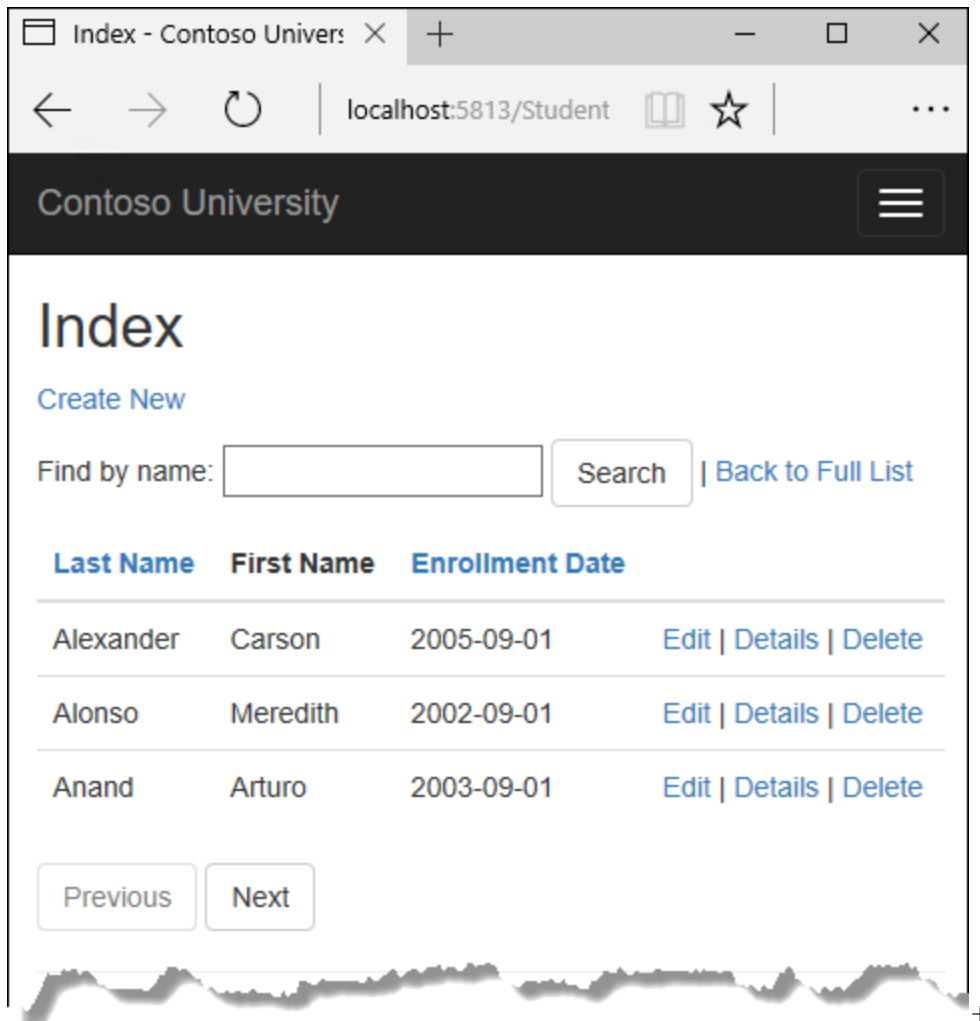 Index - Contoso Univers
localhost:5813/Student
Contoso University
Index
Create New
Find by name: Search | Back to Full List
Last Name First Name Enrollment Date
Alexander Carson 2005-09-01 Edit | Details | Delete
Alonso Meredith 2002-09-01 Edit | Details | Delete
Anand Arturo 2003-09-01 Edit | Details | Delete
Previous Next